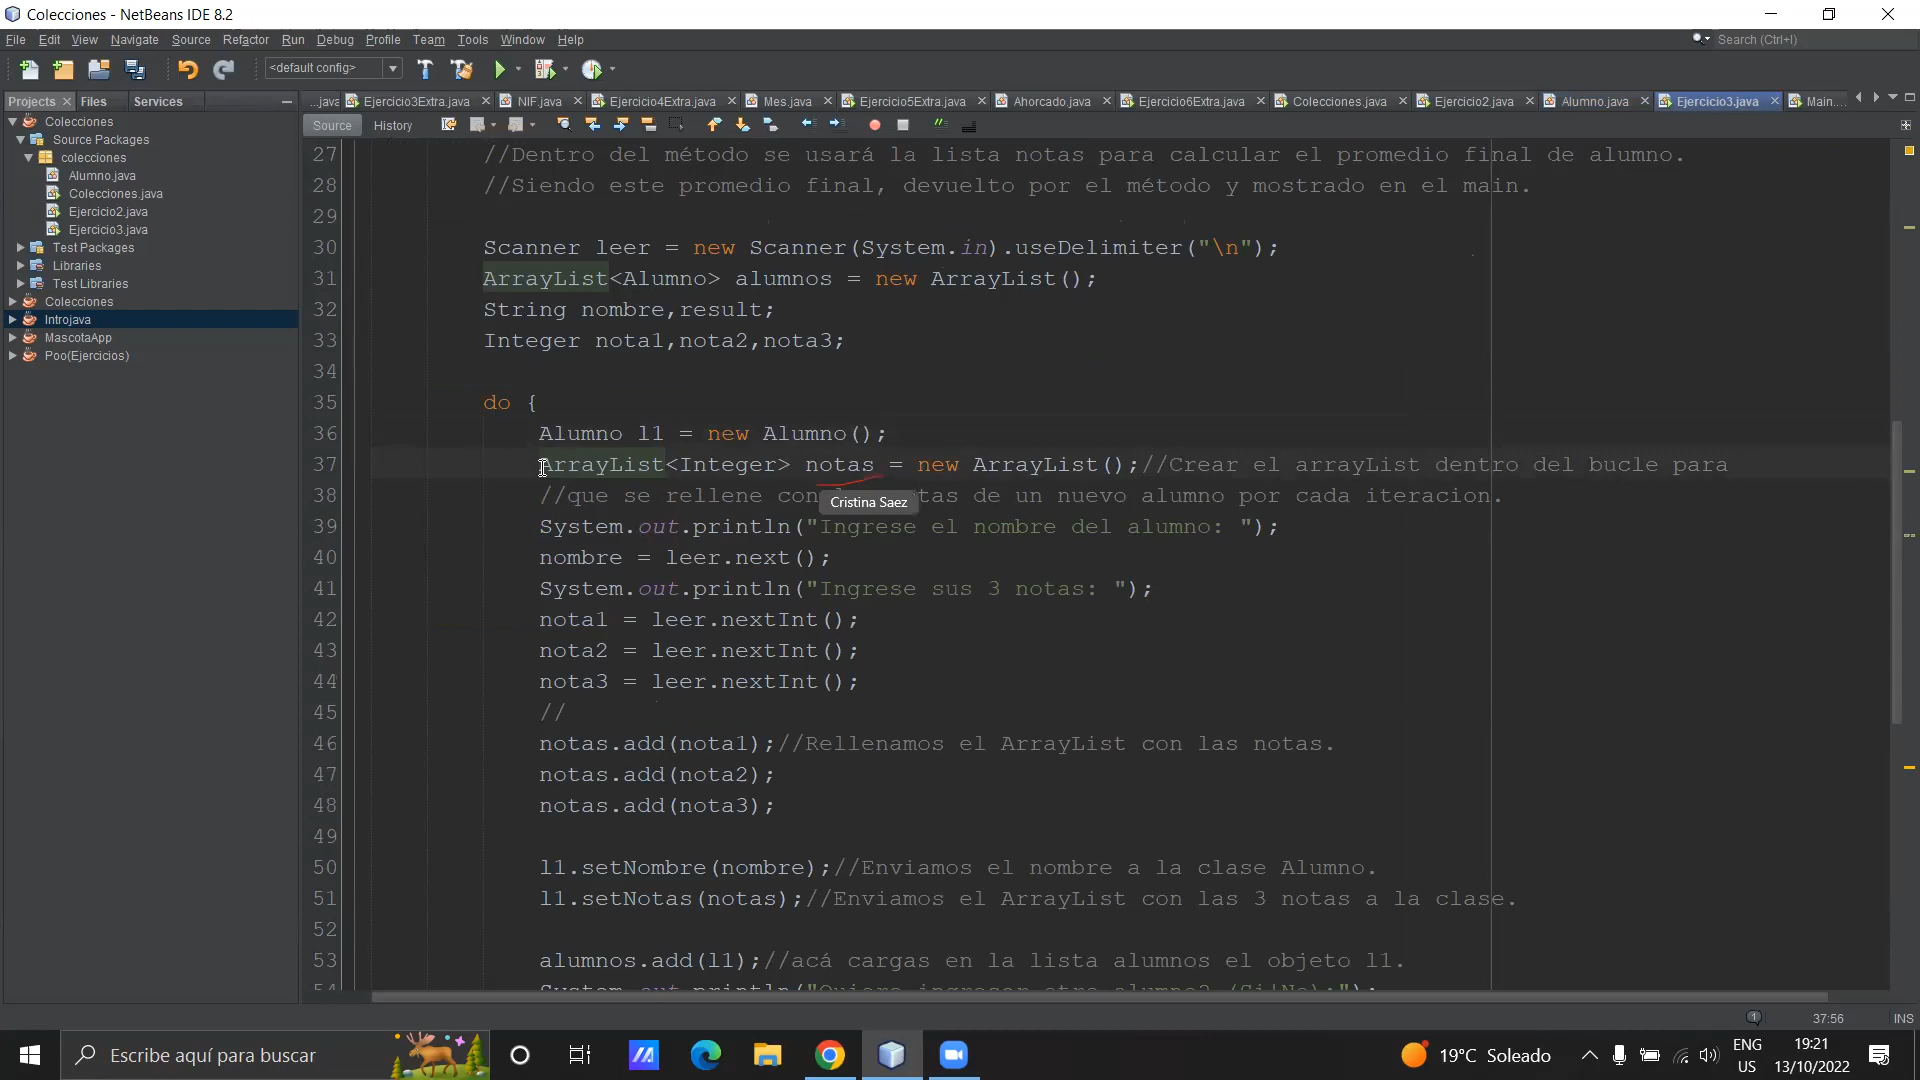 Colecciones - NetBeans IDE 8.2
File Edit View Navigate Source Refactor Run Debug Profile Team Tools Window Help
Search (Ctrl+I)
<default config>
Projects Files Services
...java Ejercicio3Extra.java NIF.java Ejercicio4Extra.java Mes.java Ejercicio5Extra.java Ahorcado.java Ejercicio6Extra.java Colecciones.java Ejercicio2.java Alumno.java Ejercicio3.java Main...
Source History
Colecciones
Source Packages
colecciones
Alumno.java
Colecciones.java
Ejercicio2.java
Ejercicio3.java
Test Packages
Libraries
Test Libraries
Colecciones
Introjava
MascotaApp
Poo(Ejercicios)
27 //Dentro del método se usará la lista notas para calcular el promedio final de alumno.
28 //Siendo este promedio final, devuelto por el método y mostrado en el main.
29
30 Scanner leer = new Scanner(System.in).useDelimiter("\n");
31 ArrayList<Alumno> alumnos = new ArrayList();
32 String nombre,result;
33 Integer nota1,nota2,nota3;
34
35 do {
36 Alumno l1 = new Alumno();
37 ArrayList<Integer> notas = new ArrayList();//Crear el arrayList dentro del bucle para
38 //que se rellene con tas de un nuevo alumno por cada iteracion.
Cristina Saez
39 System.out.println("Ingrese el nombre del alumno: ");
40 nombre = leer.next();
41 System.out.println("Ingrese sus 3 notas: ");
42 nota1 = leer.nextInt();
43 nota2 = leer.nextInt();
44 nota3 = leer.nextInt();
45 //
46 notas.add(nota1);//Rellenamos el ArrayList con las notas.
47 notas.add(nota2);
48 notas.add(nota3);
49
50 l1.setNombre(nombre);//Enviamos el nombre a la clase Alumno.
51 l1.setNotas(notas);//Enviamos el ArrayList con las 3 notas a la clase.
52
53 alumnos.add(l1);//acá cargas en la lista alumnos el objeto l1.
54 System.out.println("Quiere ingresar otro alumno? (Si|No):");
37:56 INS
Escribe aquí para buscar
19°C Soleado
ENG
US
19:21
13/10/2022